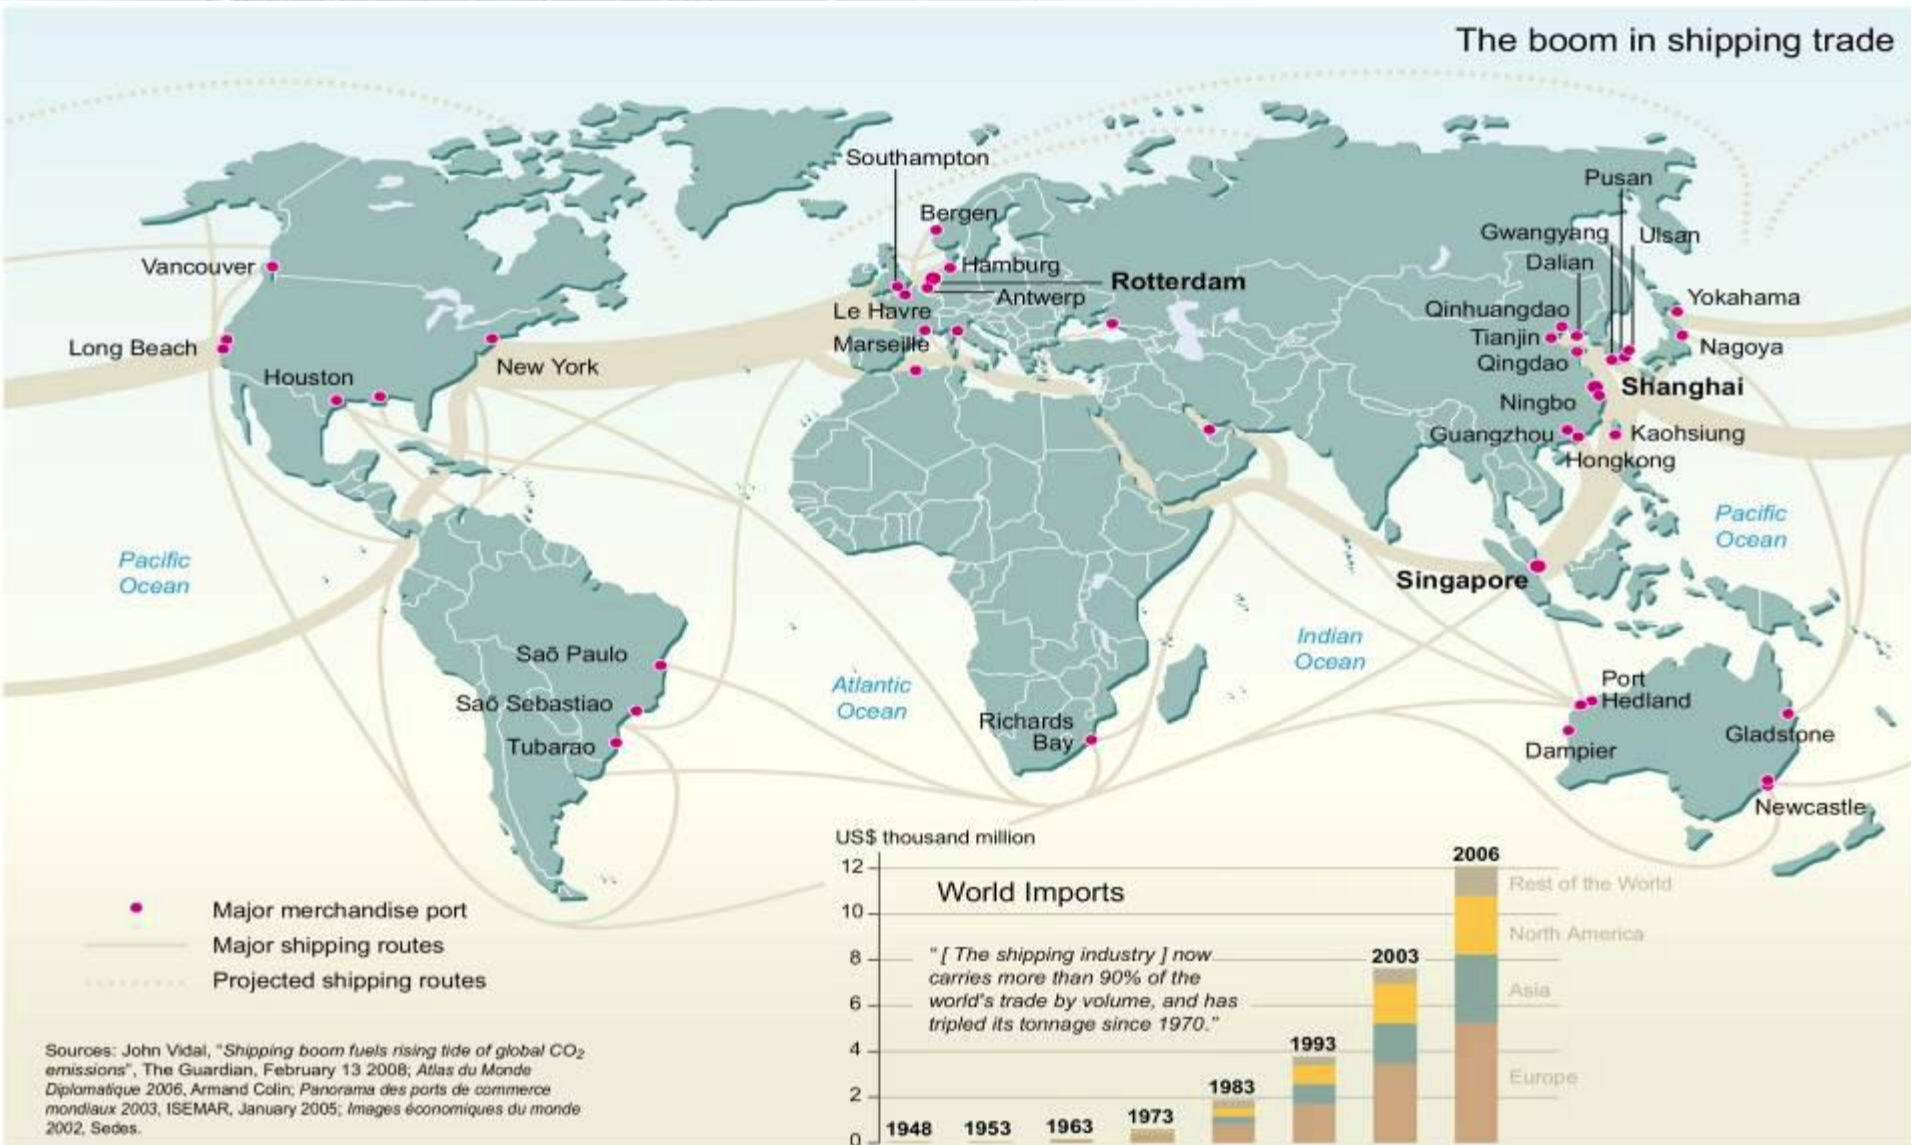 The boom in shipping trade
Southampton
Bergen
Hamburg
Rotterdam
Antwerp
Le Havre
Marseille
Vancouver
Long Beach
Houston
New York
Pusan
Gwangyang
Ulsan
Dalian
Qinhuangdao
Yokahama
Tianjin
Nagoya
Qingdao
Shanghai
Ningbo
Guangzhou
Kaohsiung
Hongkong
Pacific
Ocean
Pacific
Ocean
Singapore
Saõ Paulo
Saõ Sebastiao
Tubarao
Atlantic
Ocean
Indian
Ocean
Richards
Bay
Port
Hedland
Dampier
Gladstone
Newcastle
Major merchandise port
Major shipping routes
Projected shipping routes
Sources: John Vidal, "Shipping boom fuels rising tide of global CO2
emissions", The Guardian, February 13 2008; Atlas du Monde
Diplomatique 2006, Armand Colin; Panorama des ports de commerce
mondiaux 2003, ISEMAR, January 2005; Images économiques du monde
2002, Sedes.
US$ thousand million
World Imports
12
10
8
6
4
2
0
" [ The shipping industry ] now
carries more than 90% of the
world's trade by volume, and has
tripled its tonnage since 1970."
1948
1953
1963
1973
1983
1993
2003
2006
Rest of the World
North America
Asia
Europe